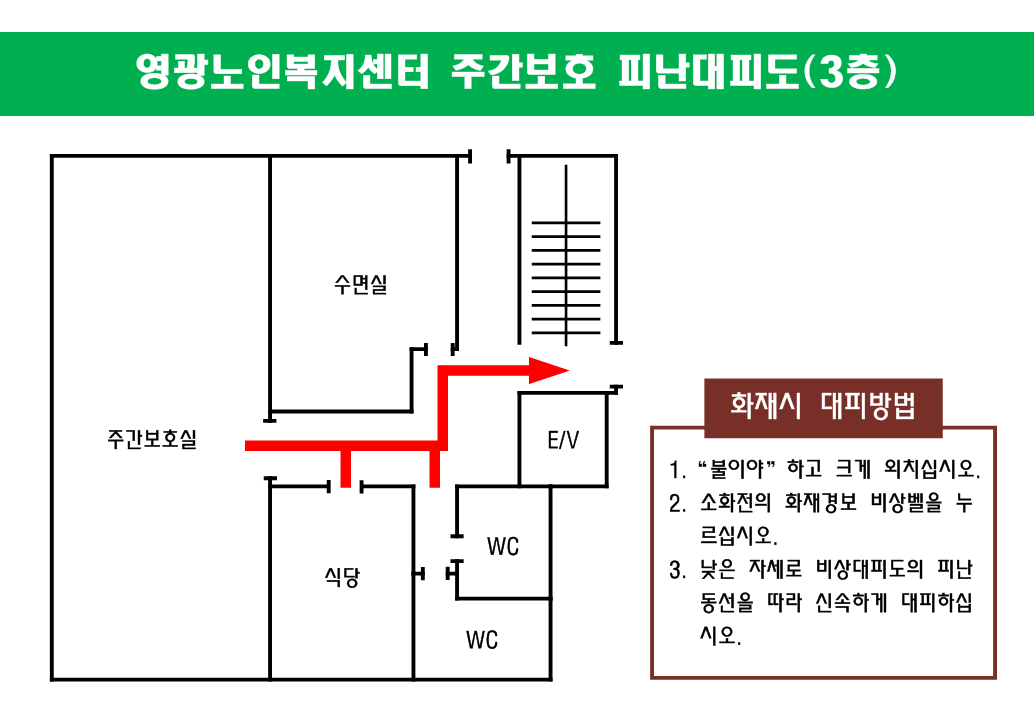 영광노인복지센터 주간보호 피난대피도(3층)
수면실
주간보호실
E/V
식당
WC
WC
화재시 대피방법
1. “불이야” 하고 크게 외치십시오.
2. 소화전의 화재경보 비상벨을 누
르십시오.
3. 낮은 자세로 비상대피도의 피난
동선을 따라 신속하게 대피하십
시오.